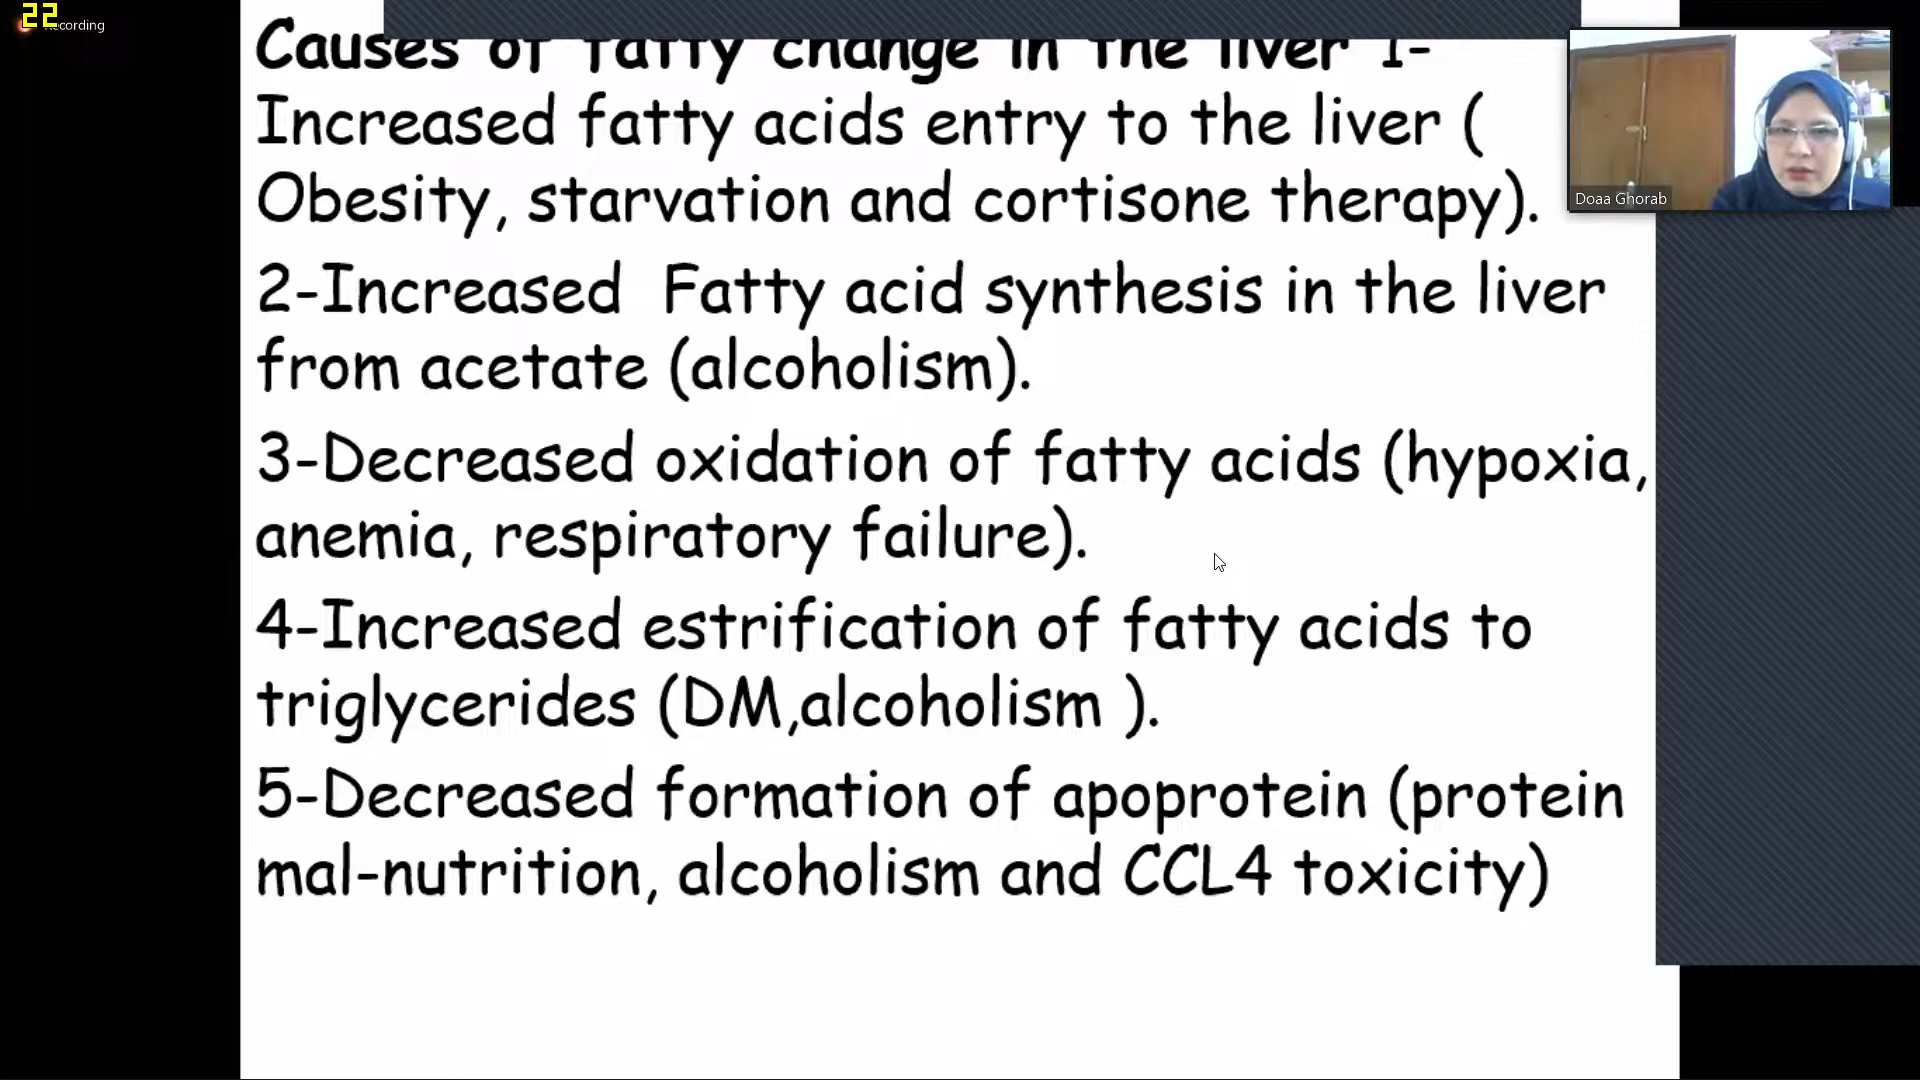 22
Recording
Causes of fatty change in the liver 1-
Increased fatty acids entry to the liver (
Obesity, starvation and cortisone therapy).
2-Increased  Fatty acid synthesis in the liver
from acetate (alcoholism).
3-Decreased oxidation of fatty acids (hypoxia,
anemia, respiratory failure).
4-Increased estrification of fatty acids to
triglycerides (DM,alcoholism ).
5-Decreased formation of apoprotein (protein
mal-nutrition, alcoholism and CCL4 toxicity)
Doaa Ghorab